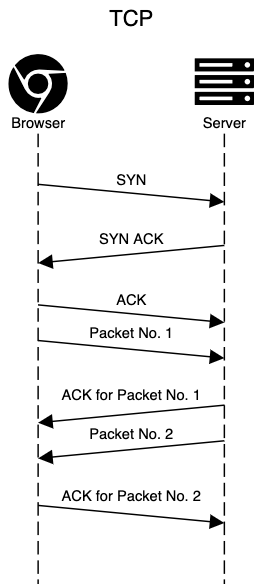 TCP
Browser
Server
SYN
SYN ACK
ACK
Packet No. 1
ACK for Packet No. 1
Packet No. 2
ACK for Packet No. 2